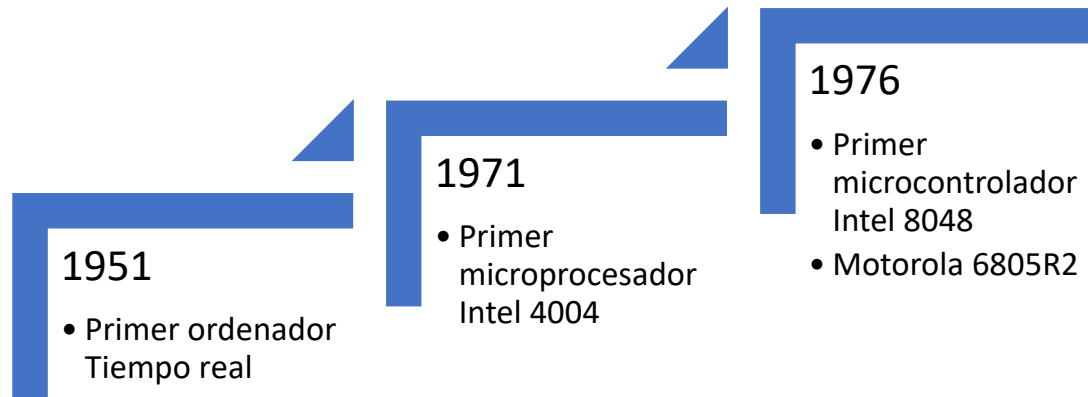 1951
• Primer ordenador
Tiempo real
1971
• Primer
microprocesador
Intel 4004
1976
• Primer
microcontrolador
Intel 8048
• Motorola 6805R2